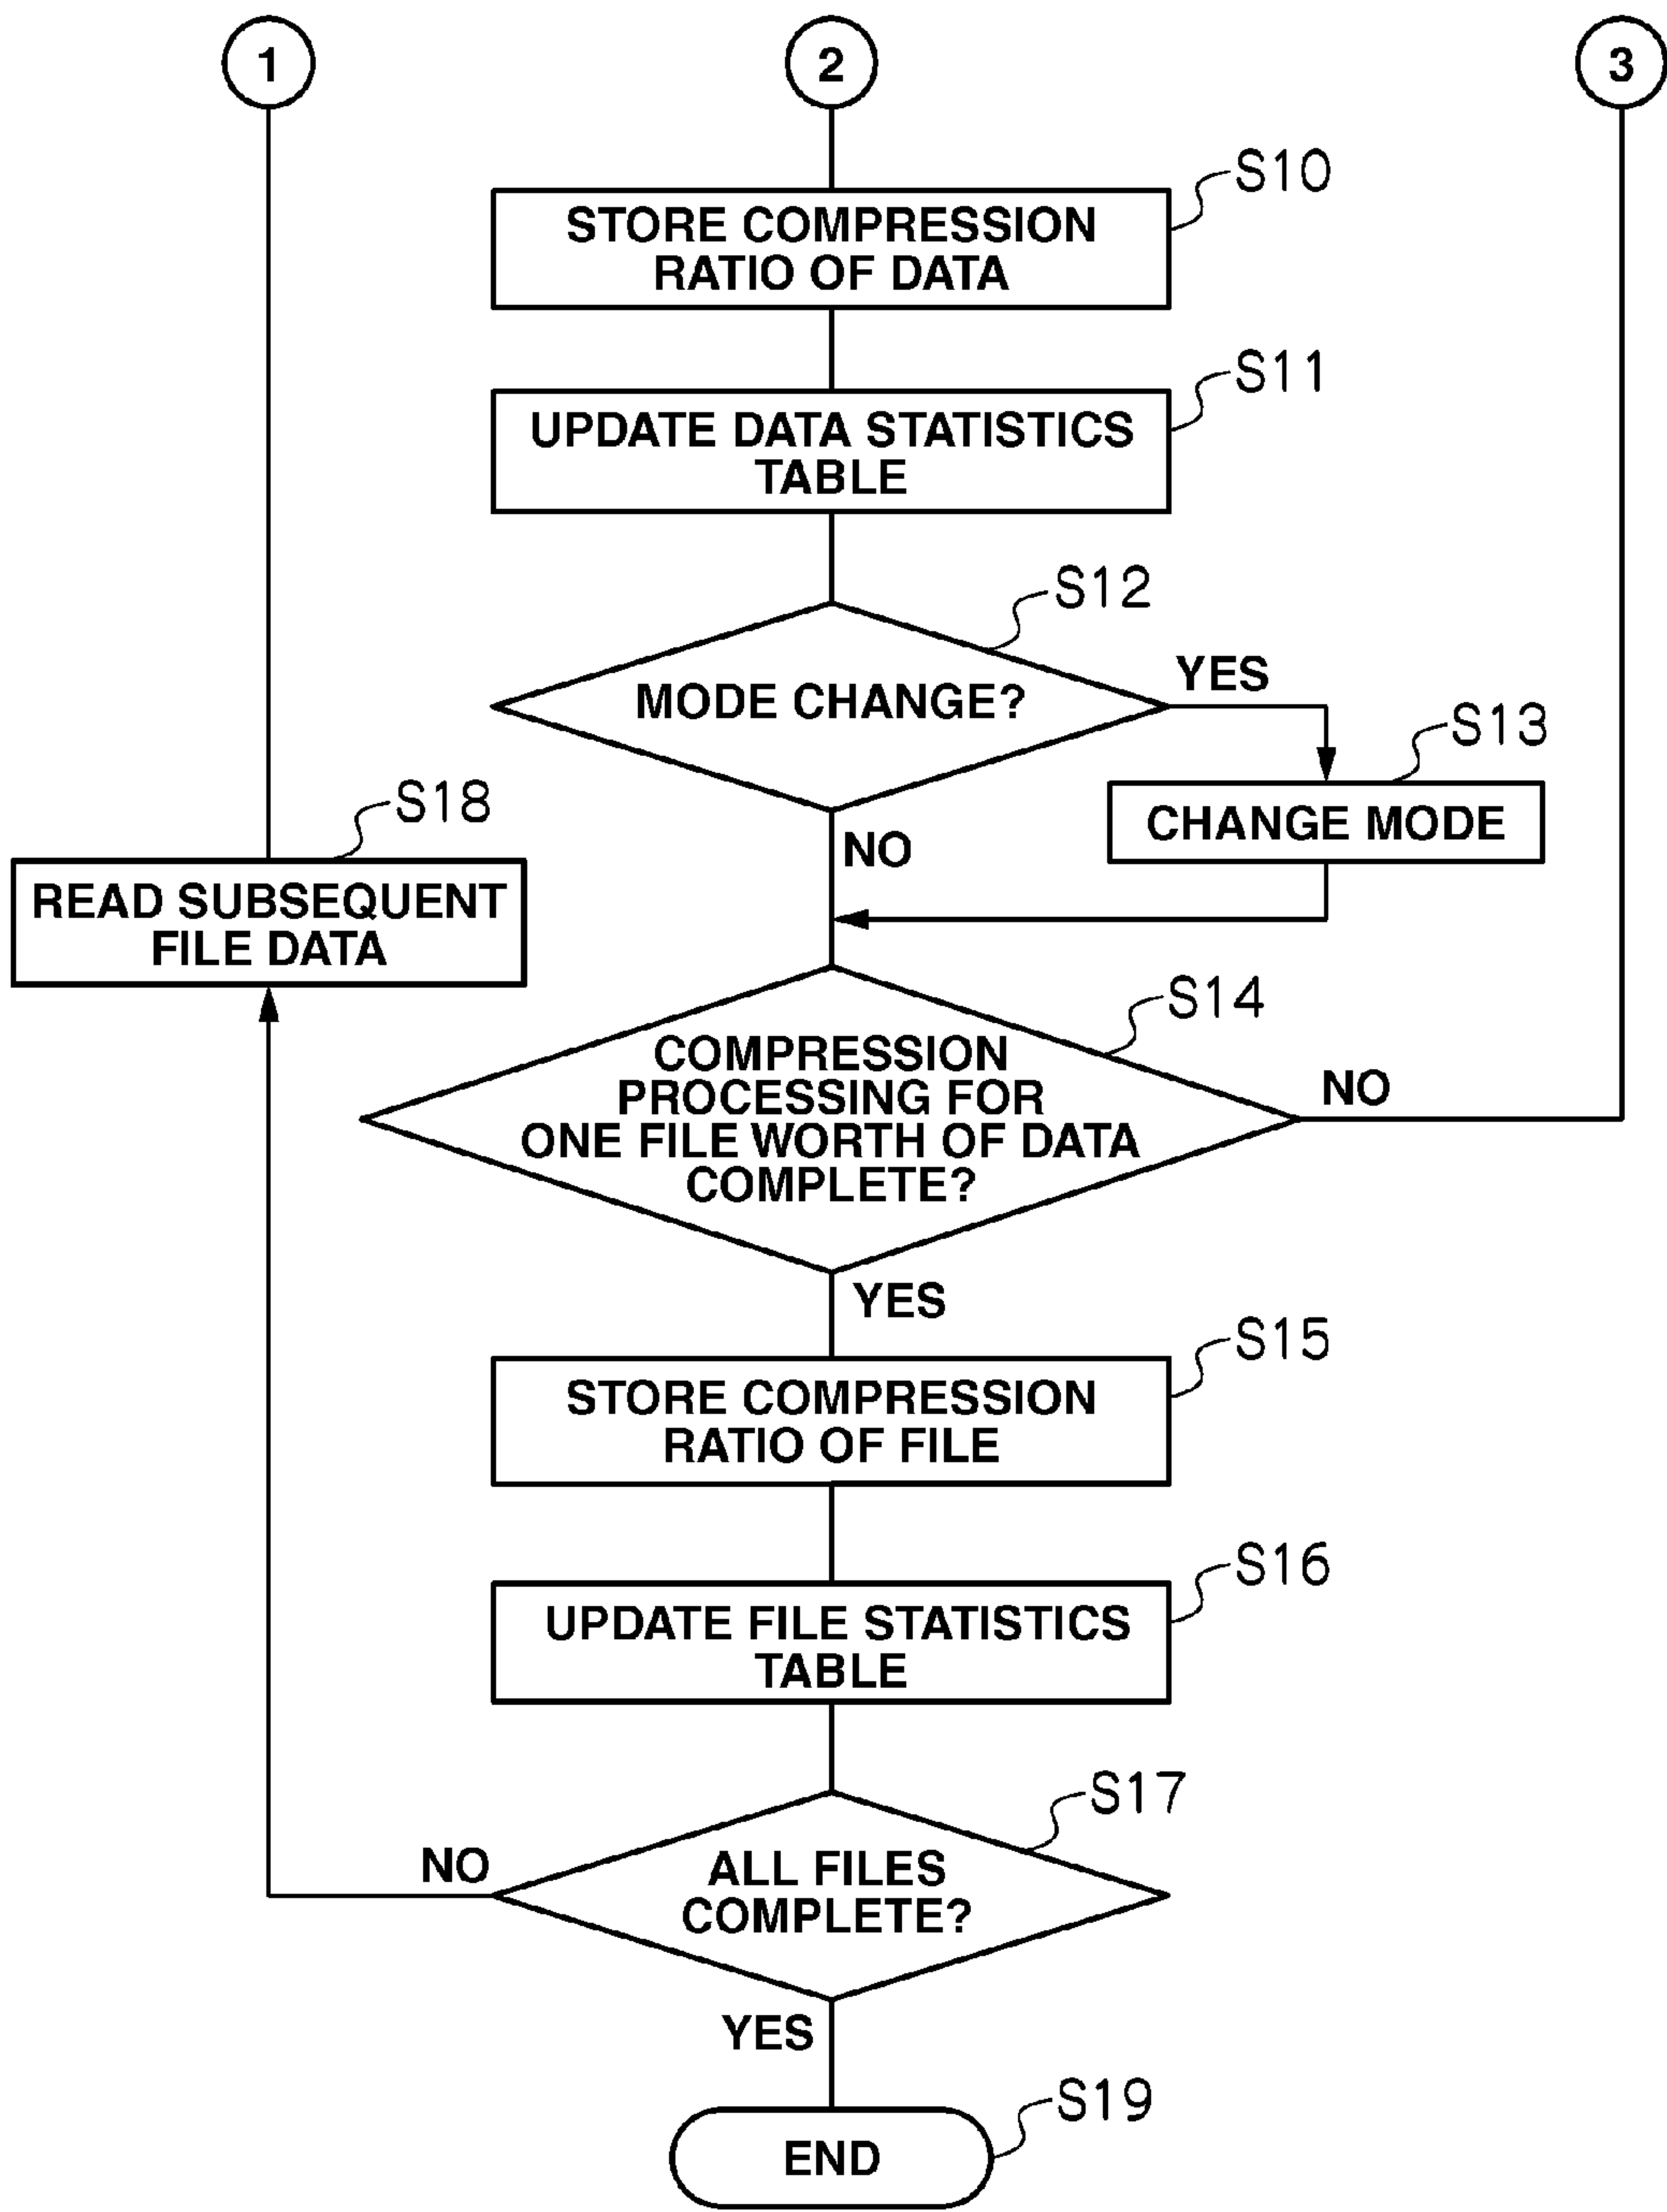 1
2
3
S10
STORE COMPRESSION
RATIO OF DATA
S11
UPDATE DATA STATISTICS
TABLE
S12
MODE CHANGE?
YES
S13
CHANGE MODE
NO
S18
READ SUBSEQUENT
FILE DATA
S14
COMPRESSION
PROCESSING FOR
ONE FILE WORTH OF DATA
COMPLETE?
NO
YES
S15
STORE COMPRESSION
RATIO OF FILE
S16
UPDATE FILE STATISTICS
TABLE
S17
ALL FILES
COMPLETE?
NO
YES
S19
END